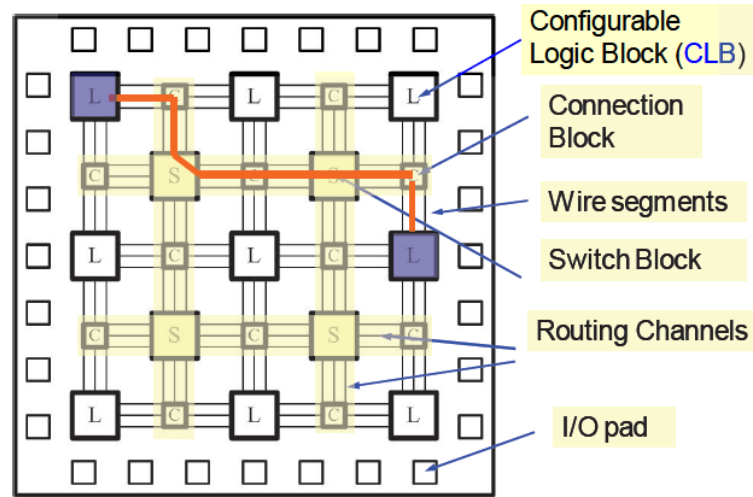 Configurable
Logic Block (CLB)
L C L C L
Connection
Block
C S C S C
Wire segments
L C L C L
Switch Block
C S C S C
Routing Channels
L C L C L
I/O pad